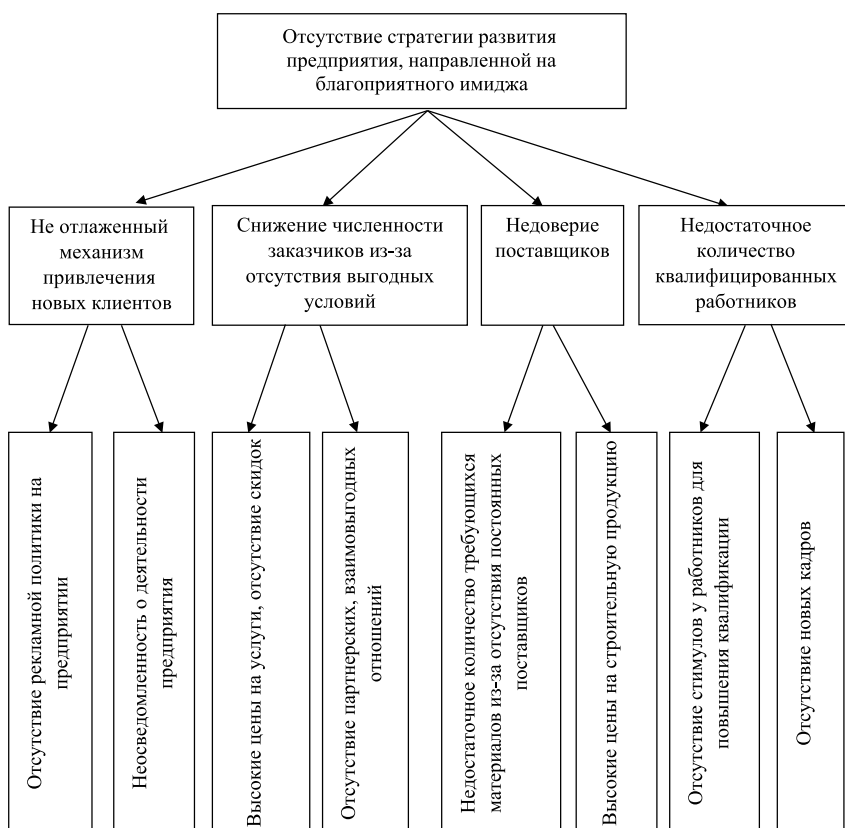 Отсутствие стратегии развития
предприятия, направленной на
благоприятного имиджа
Не отлаженный
механизм
привлечения
новых клиентов
Снижение численности
заказчиков из-за
отсутствия выгодных
условий
Недоверие
поставщиков
Недостаточное
количество
квалифицированных
работников
Отсутствие рекламной политики на
предприятии
Неосведомленность о деятельности
предприятия
Высокие цены на услуги, отсутствие скидок
Отсутствие партнерских, взаимовыгодных
отношений
Недостаточное количество требующихся
материалов из-за отсутствия постоянных
поставщиков
Высокие цены на строительную продукцию
Отсутствие стимулов у работников для
повышения квалификации
Отсутствие новых кадров